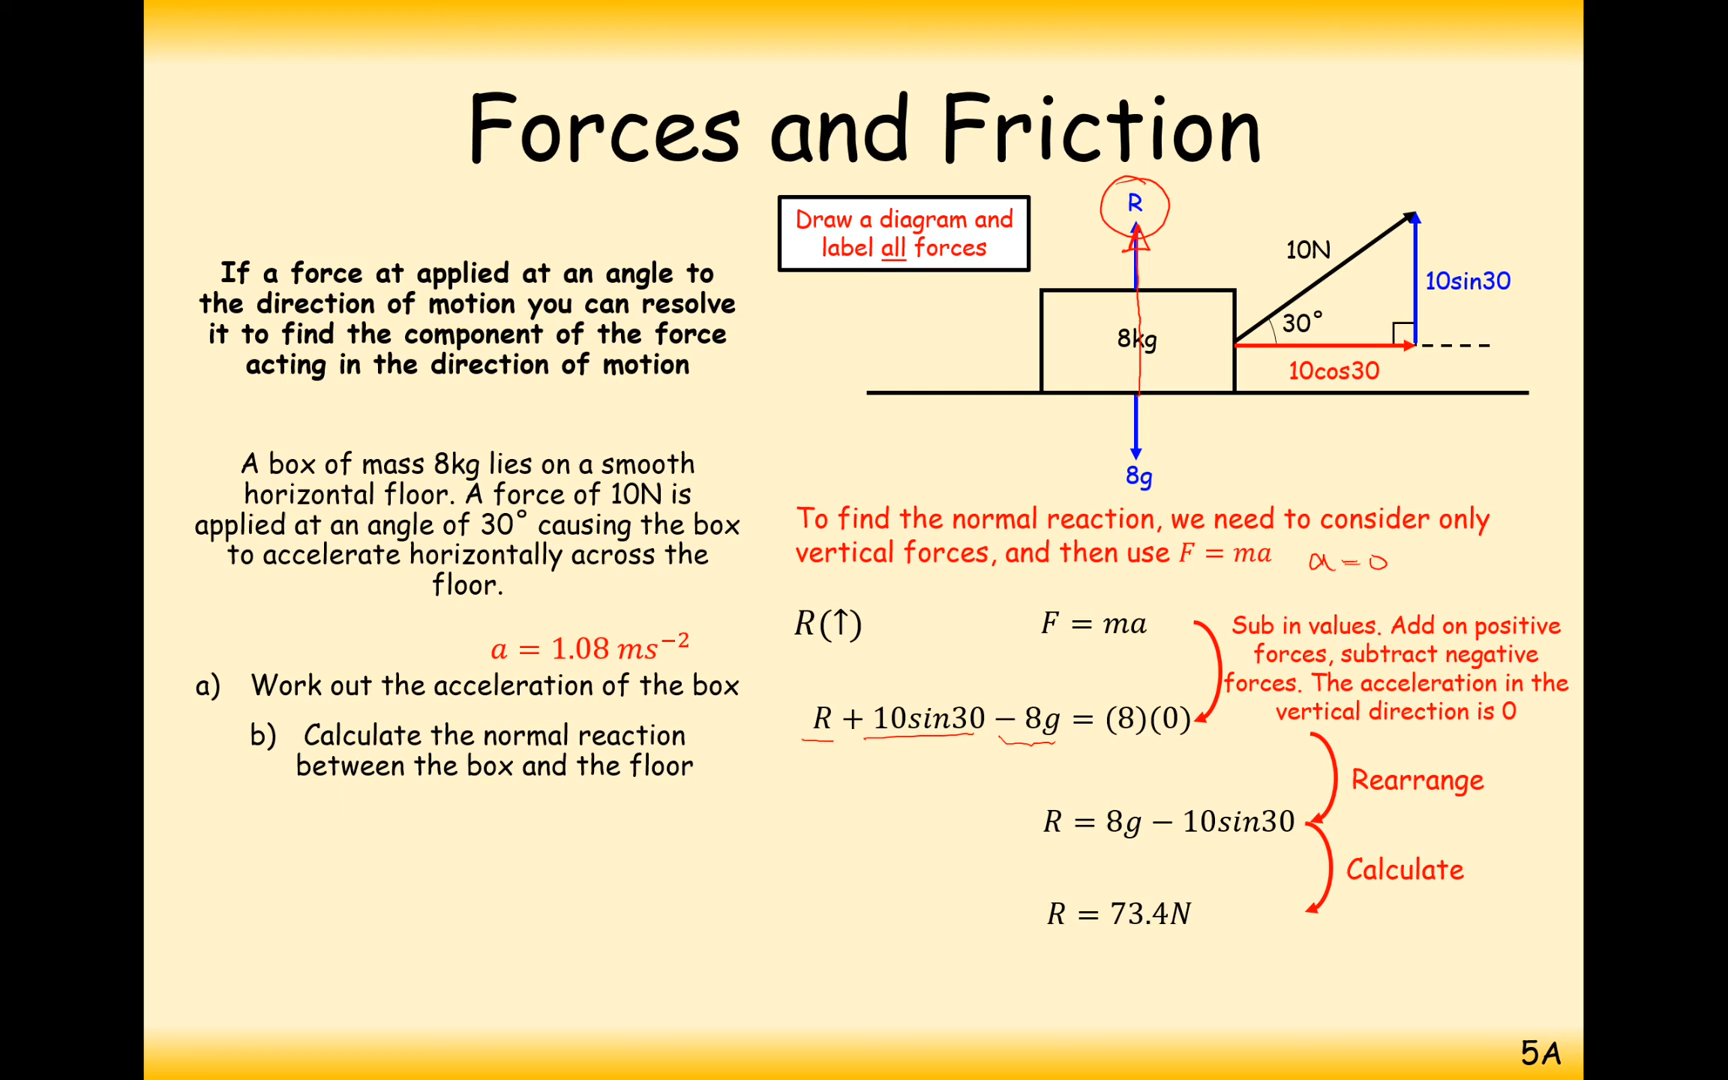 Forces and Friction
Draw a diagram and
label all forces
R
10N
10sin30
30°
8kg
10cos30
8g
If a force at applied at an angle to
the direction of motion you can resolve
it to find the component of the force
acting in the direction of motion
A box of mass 8kg lies on a smooth
horizontal floor. A force of 10N is
applied at an angle of 30° causing the box
to accelerate horizontally across the
floor.
a = 1.08 ms⁻²
a) Work out the acceleration of the box
b) Calculate the normal reaction
between the box and the floor
To find the normal reaction, we need to consider only
vertical forces, and then use F = ma
a = 0
R(↑)
F = ma
Sub in values. Add on positive
forces, subtract negative
forces. The acceleration in the
vertical direction is 0
R + 10sin30 − 8g = (8)(0)
Rearrange
R = 8g − 10sin30
Calculate
R = 73.4N
5A